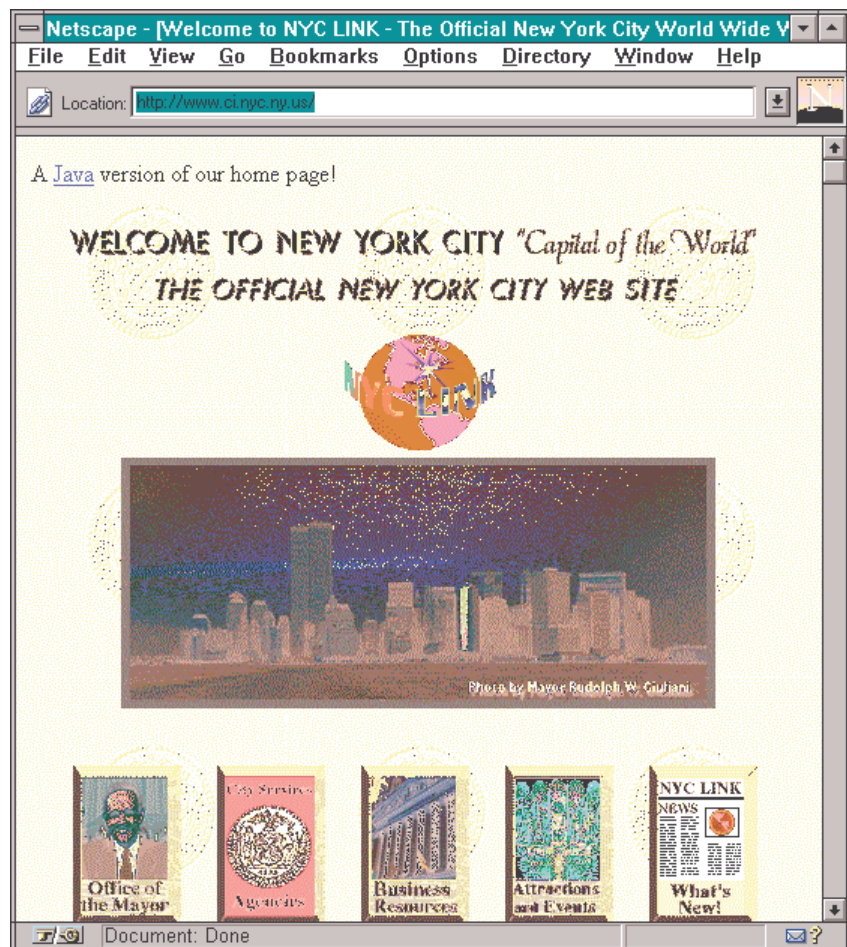 Netscape - [Welcome to NYC LINK - The Official New York City World Wide W
File Edit View Go Bookmarks Options Directory Window Help
Location: http://www.ci.nyc.ny.us/
N
A Java version of our home page!
WELCOME TO NEW YORK CITY "Capital of the World"
THE OFFICIAL NEW YORK CITY WEB SITE
NYC LINK
Photo by Mayor Rudolph W. Giuliani
Office of
the Mayor
City Services
Agencies
Business
Resources
Attractions
and Events
NYC LINK
NEWS
What's
New!
Document: Done
?